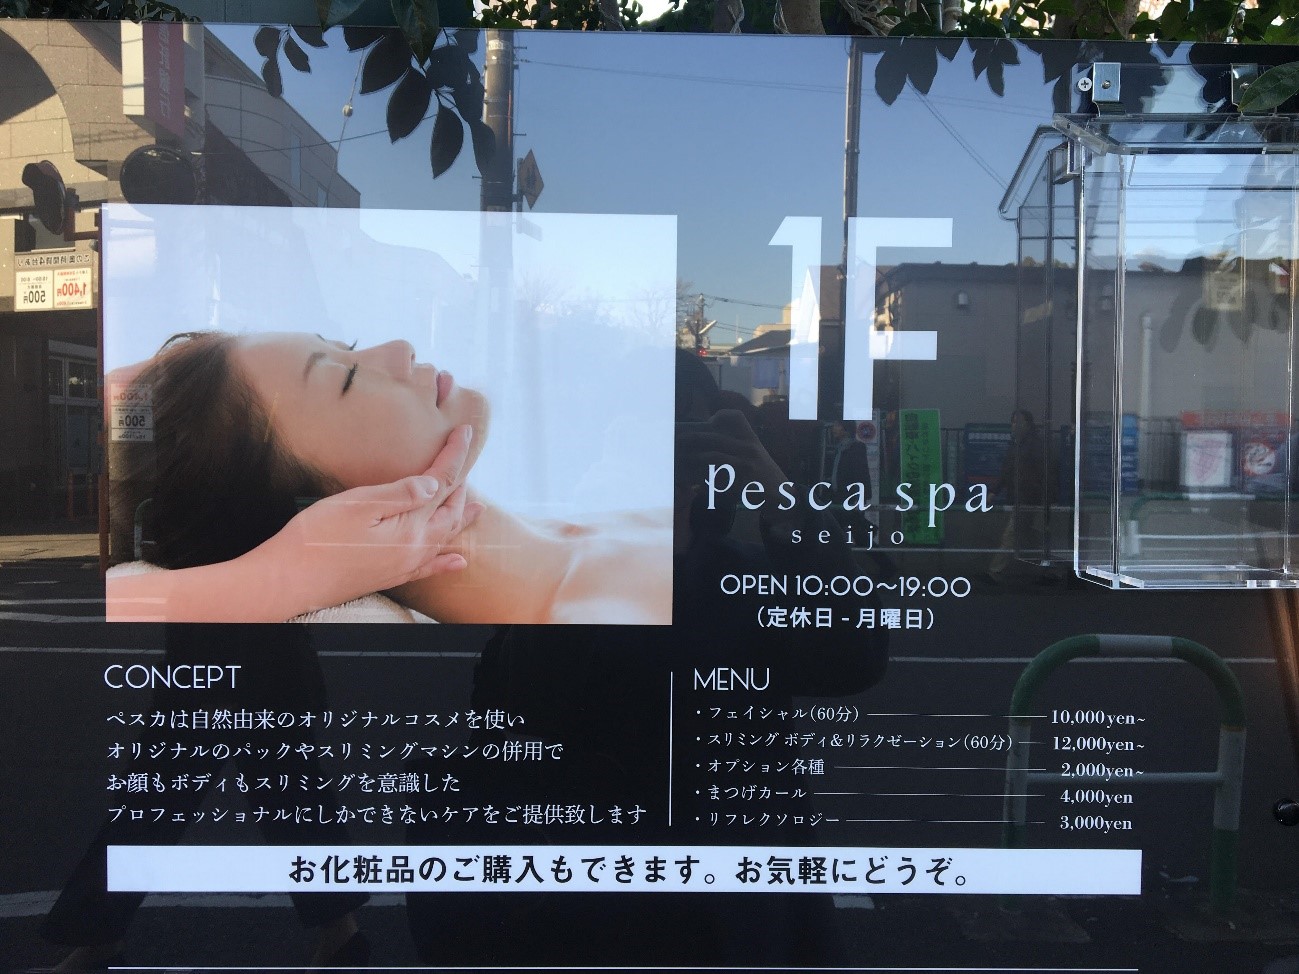 1F
Pesca spa
seijo
OPEN 10:00〜19:00
（定休日 - 月曜日）
CONCEPT
ペスカは自然由来のオリジナルコスメを使い
オリジナルのパックやスリミングマシンの併用で
お顔もボディもスリミングを意識した
プロフェッショナルにしかできないケアをご提供致します
MENU
・フェイシャル（60分） 10,000yen~
・スリミング ボディ&リラクゼーション（60分） 12,000yen~
・オプション各種 2,000yen~
・まつげカール 4,000yen
・リフレクソロジー 3,000yen
お化粧品のご購入もできます。お気軽にどうぞ。